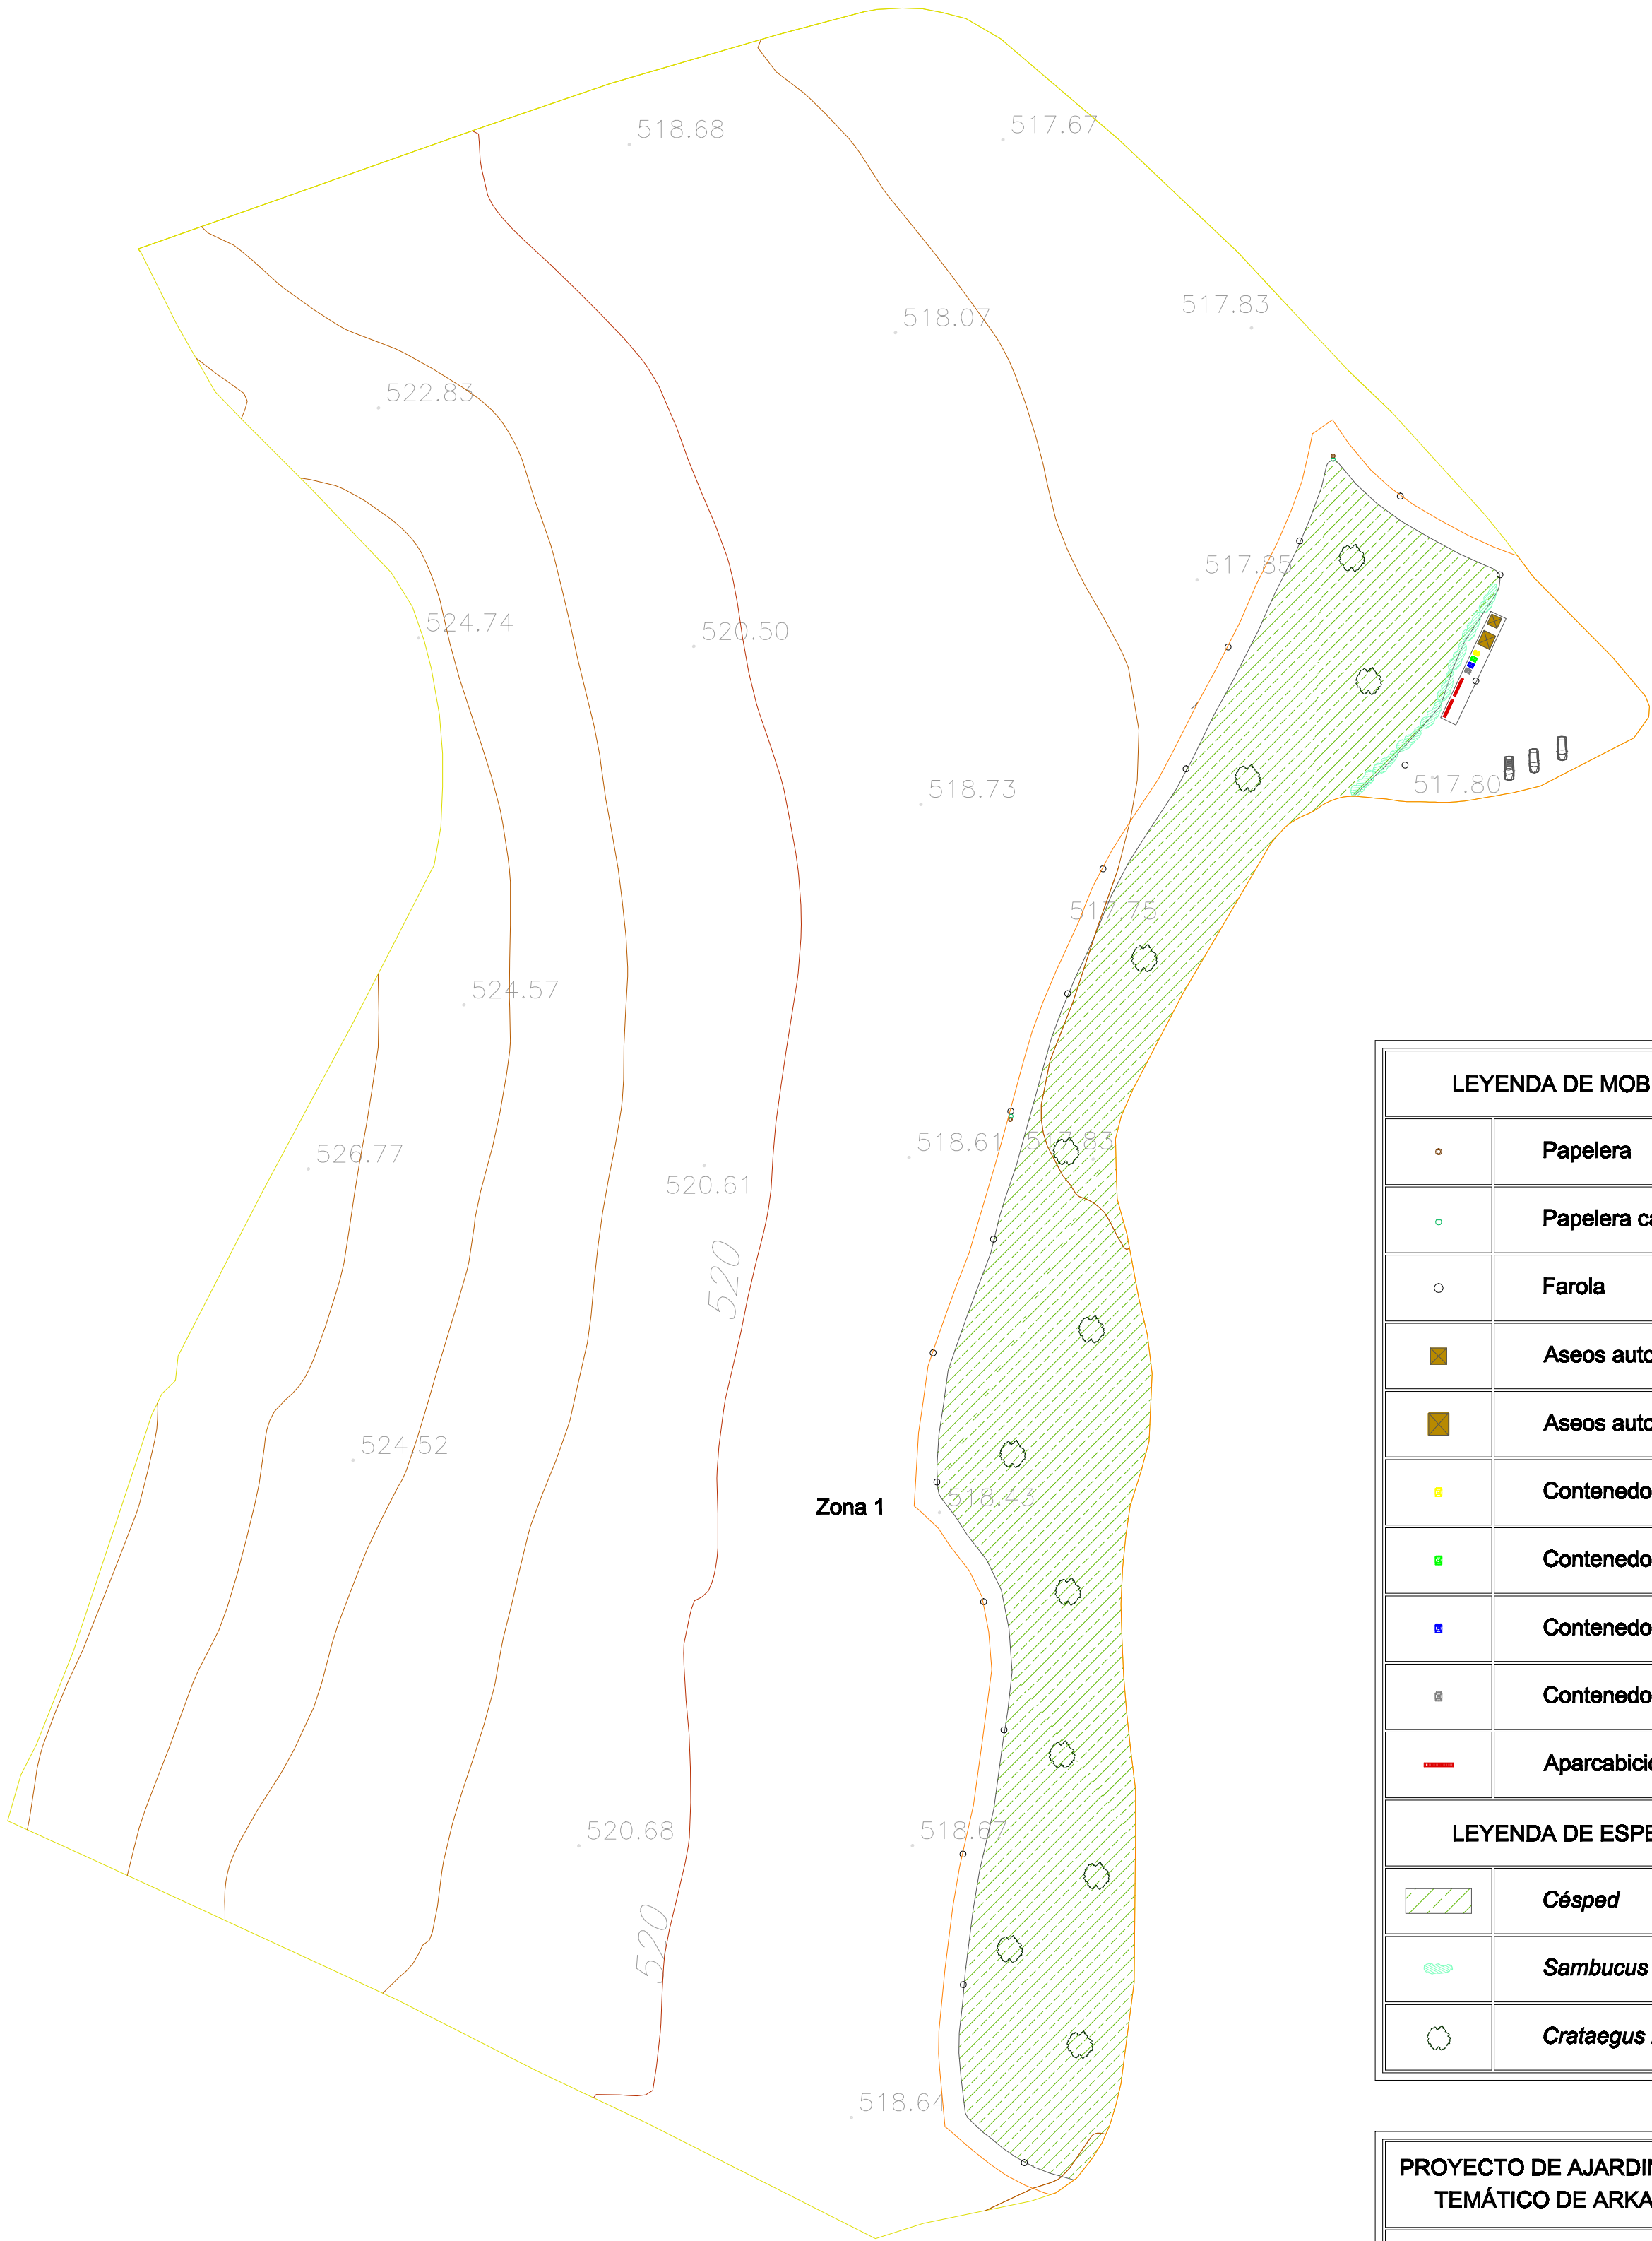 518.68
517.67
518.07
517.83
522.83
517.85
524.74
520.50
518.73
517.80
517.75
524.57
518.61
517.83
526.77
520.61
520
524.52
Zona 1
518.43
520.68
518.67
520
518.64
LEYENDA DE MOB
Papelera
Papelera ca
Farola
Aseos auto
Aseos auto
Contenedo
Contenedo
Contenedo
Contenedo
Aparcabici
LEYENDA DE ESPE
Césped
Sambucus
Crataegus
PROYECTO DE AJARDI
TEMÁTICO DE ARKA